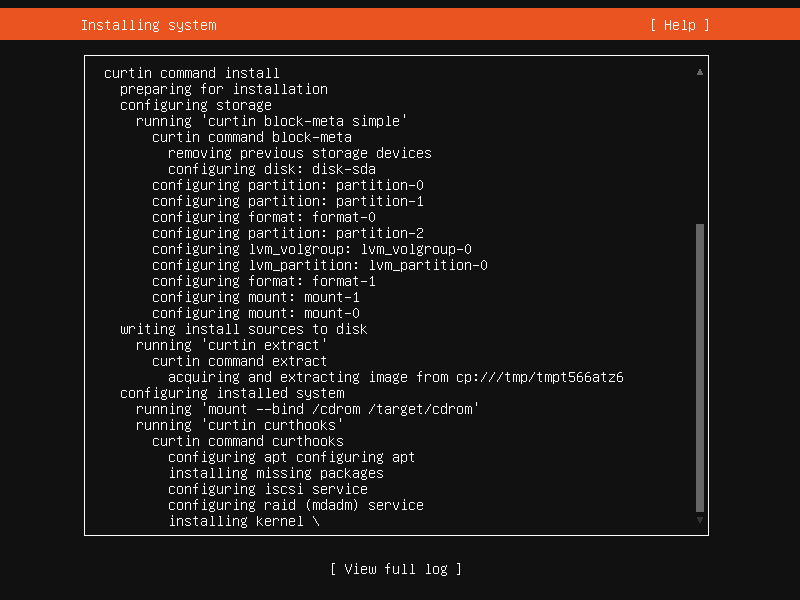 Installing system
[ Help ]
curtin command install
preparing for installation
configuring storage
running 'curtin block-meta simple'
curtin command block-meta
removing previous storage devices
configuring disk: disk-sda
configuring partition: partition-0
configuring partition: partition-1
configuring format: format-0
configuring partition: partition-2
configuring lvm_volgroup: lvm_volgroup-0
configuring lvm_partition: lvm_partition-0
configuring format: format-1
configuring mount: mount-1
configuring mount: mount-0
writing install sources to disk
running 'curtin extract'
curtin command extract
acquiring and extracting image from cp:///tmp/tmpt566atz6
configuring installed system
running 'mount --bind /cdrom /target/cdrom'
running 'curtin curthooks'
curtin command curthooks
configuring apt configuring apt
installing missing packages
configuring iscsi service
configuring raid (mdadm) service
installing kernel \
[ View full log ]